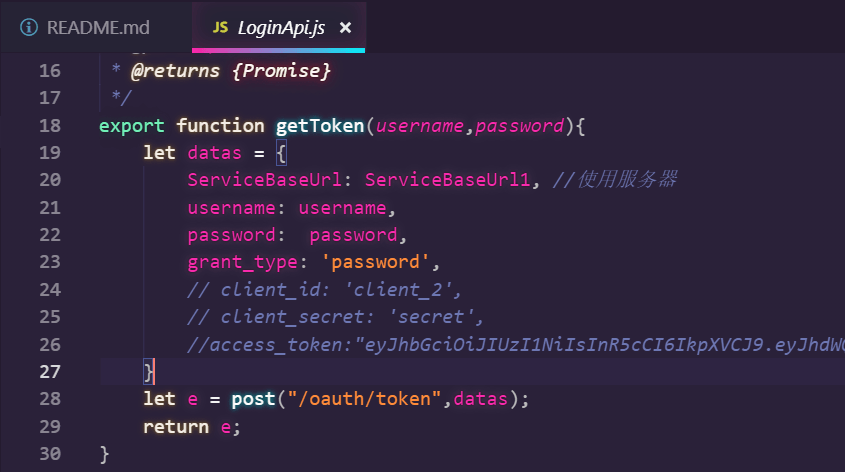 README.md
JS LoginApi.js ×
16 * @returns {Promise}
17 */
18 export function getToken(username,password){
19 let datas = {
20 ServiceBaseUrl: ServiceBaseUrl1, //使用服务器
21 username: username,
22 password:  password,
23 grant_type: 'password',
24 // client_id: 'client_2',
25 // client_secret: 'secret',
26 //access_token:"eyJhbGciOiJIUzI1NiIsInR5cCI6IkpXVCJ9.eyJhdW
27 }
28 let e = post("/oauth/token",datas);
29 return e;
30 }